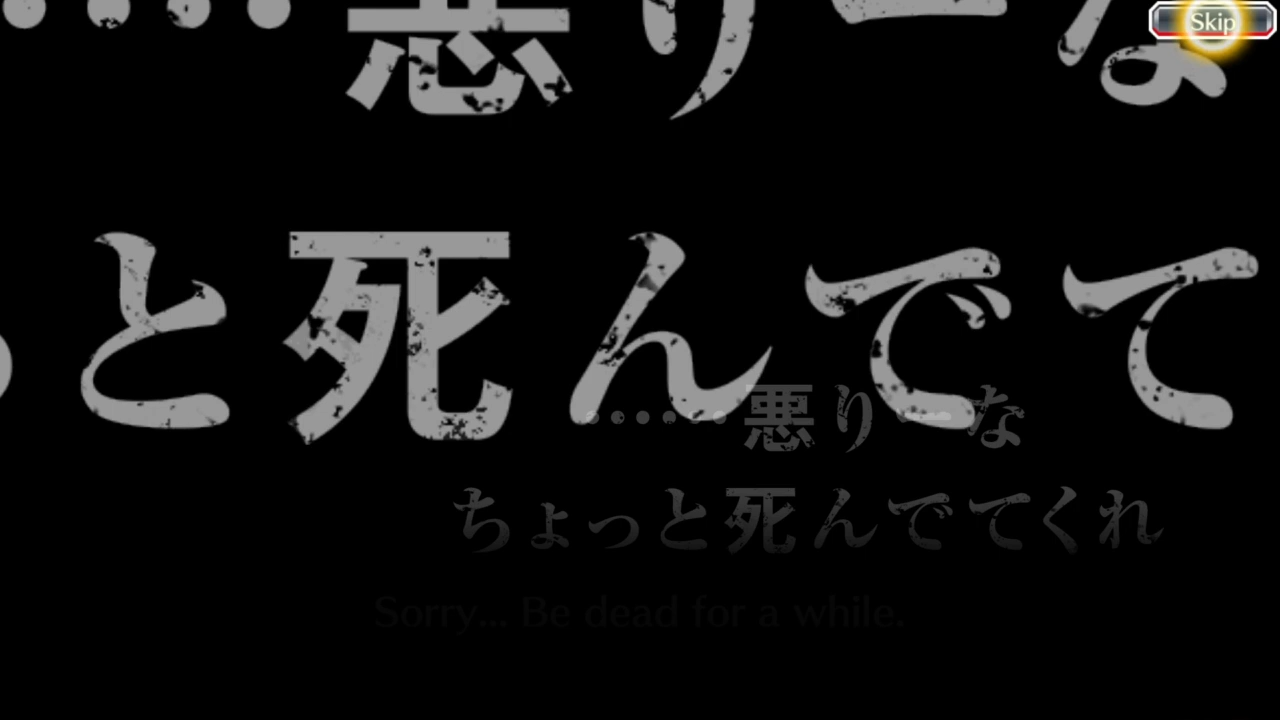 Skip
……悪りーな
っと死んでて
……悪りーな
ちょっと死んでてくれ
Sorry... Be dead for a while.